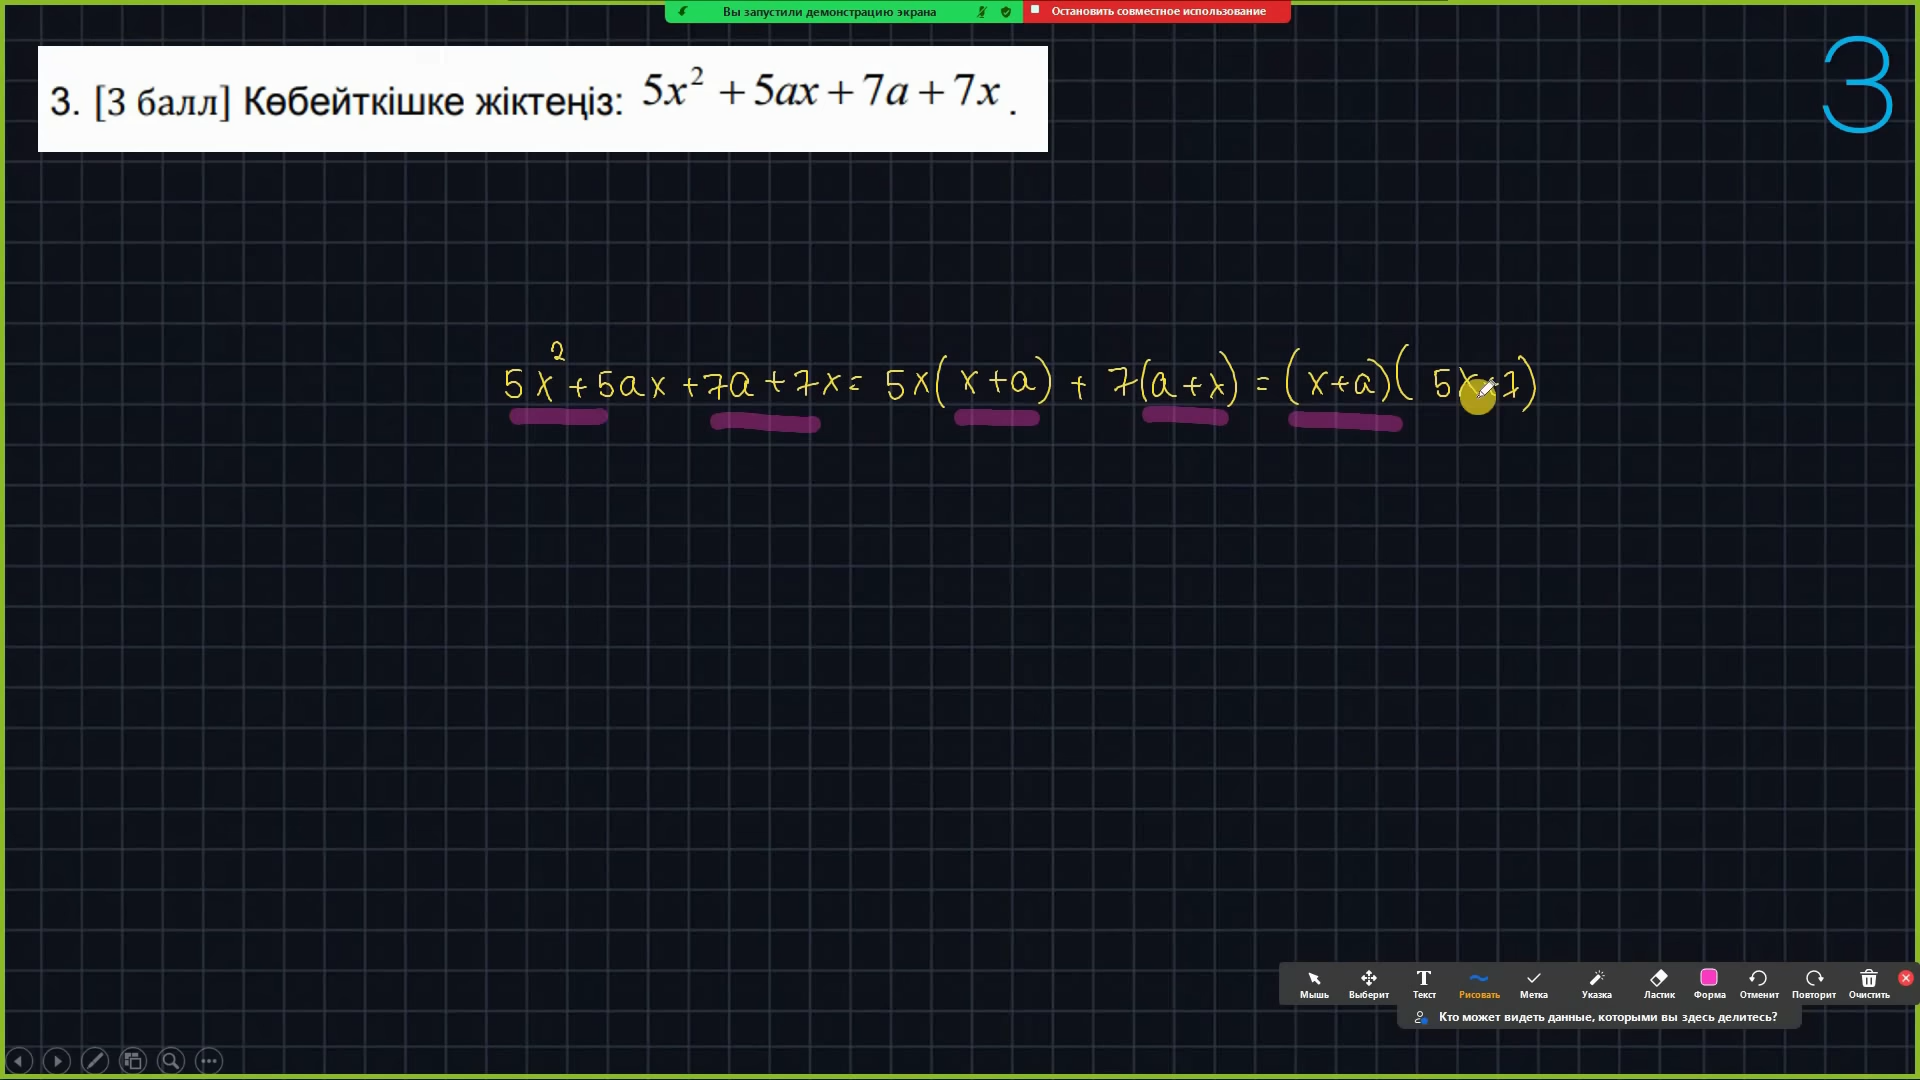 Вы запустили демонстрацию экрана
Остановить совместное использование
3
3. [3 балл] Көбейткішке жіктеңіз: 5x² + 5ax + 7a + 7x .
5x² + 5ax + 7a + 7x = 5x(x+a) + 7(a+x) = (x+a)(5x+7)
Мышь Выберит Текст Рисовать Метка Указка Ластик Форма Отменит Повторит Очистить
Кто может видеть данные, которыми вы здесь делитесь?